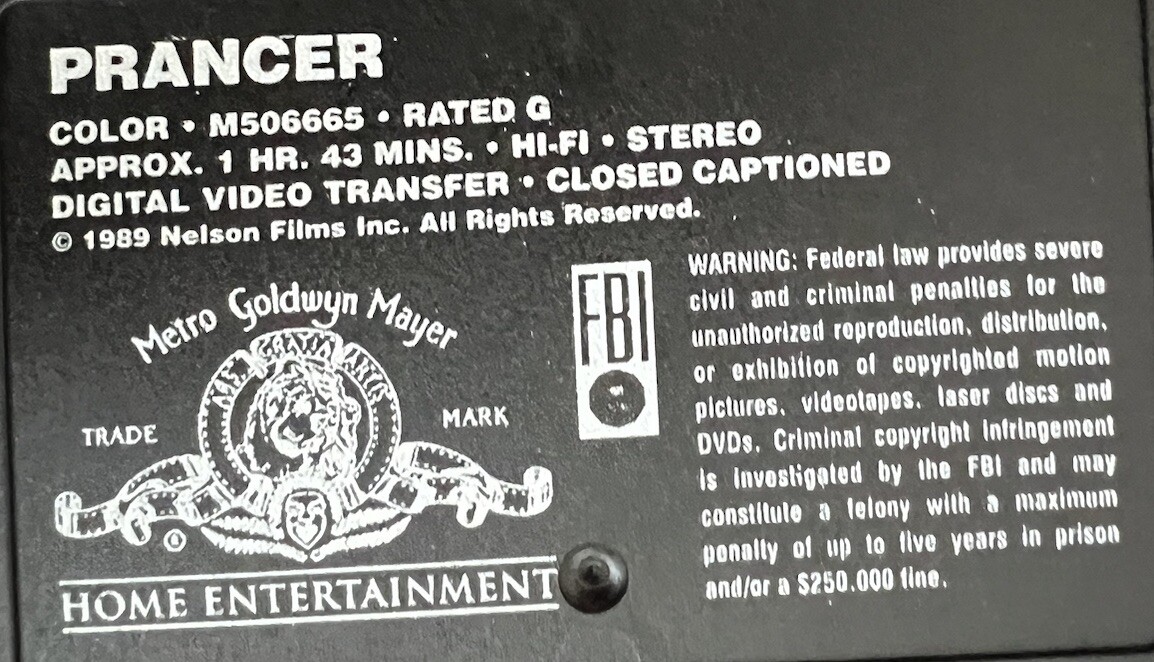 PRANCER
COLOR • M506665 • RATED G
APPROX. 1 HR. 43 MINS. • HI-FI • STEREO
DIGITAL VIDEO TRANSFER • CLOSED CAPTIONED
© 1989 Nelson Films Inc. All Rights Reserved.
Metro Goldwyn Mayer
ARS GRATIA ARTIS
TRADE MARK
®
HOME ENTERTAINMENT
FBI
WARNING: Federal law provides severe
civil and criminal penalties for the
unauthorized reproduction, distribution,
or exhibition of copyrighted motion
pictures, videotapes, laser discs and
DVDs. Criminal copyright infringement
is investigated by the FBI and may
constitute a felony with a maximum
penalty of up to five years in prison
and/or a $250.000 fine.